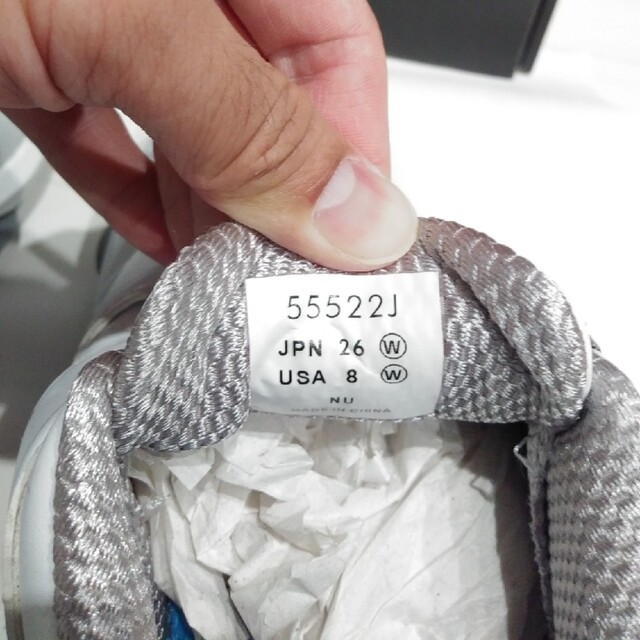 55522J
JPN 26 Ⓦ
USA 8 Ⓦ
NU
MADE IN CHINA